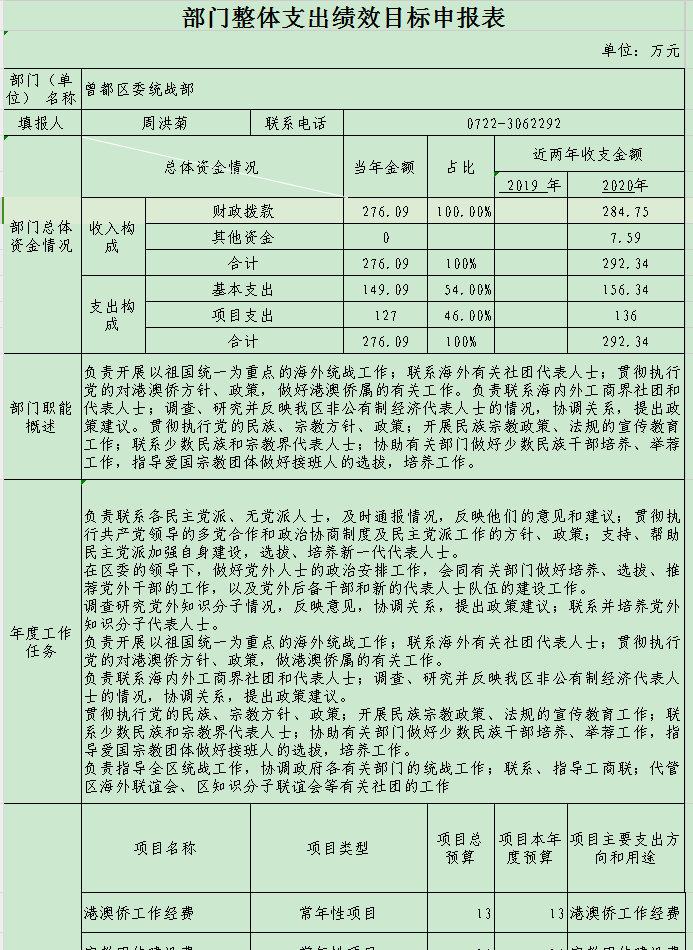 部门整体支出绩效目标申报表
单位：万元
部门（单位） 名称 曾都区委统战部
填报人 周洪菊 联系电话 0722-3062292
部门总体资金情况 总体资金情况 当年金额 占比 近两年收支金额
2019 年 2020年
收入构成 财政拨款 276.09 100.00% 284.75
其他资金 0 7.59
合计 276.09 100% 292.34
支出构成 基本支出 149.09 54.00% 156.34
项目支出 127 46.00% 136
合计 276.09 100% 292.34
部门职能概述
负责开展以祖国统一为重点的海外统战工作；联系海外有关社团代表人士；贯彻执行
党的对港澳侨方针、政策，做好港澳侨属的有关工作。负责联系海内外工商界社团和
代表人士；调查、研究并反映我区非公有制经济代表人士的情况，协调关系，提出政
策建议。贯彻执行党的民族、宗教方针、政策；开展民族宗教政策、法规的宣传教育
工作；联系少数民族和宗教界代表人士；协助有关部门做好少数民族干部培养、举荐
工作，指导爱国宗教团体做好接班人的选拔，培养工作。
年度工作任务
负责联系各民主党派、无党派人士，及时通报情况，反映他们的意见和建议；贯彻执
行共产党领导的多党合作和政治协商制度及民主党派工作的方针、政策；支持、帮助
民主党派加强自身建设，选拔、培养新一代代表人士。
在区委的领导下，做好党外人士的政治安排工作，会同有关部门做好培养、选拔、推
荐党外干部的工作，以及党外后备干部和新的代表人士队伍的建设工作。
调查研究党外知识分子情况，反映意见，协调关系，提出政策建议；联系并培养党外
知识分子代表人士。
负责开展以祖国统一为重点的海外统战工作；联系海外有关社团代表人士；贯彻执行
党的对港澳侨方针、政策，做港澳侨属的有关工作。
负责联系海内外工商界社团和代表人士；调查、研究并反映我区非公有制经济代表人
士的情况，协调关系，提出政策建议。
贯彻执行党的民族、宗教方针、政策；开展民族宗教政策、法规的宣传教育工作；联
系少数民族和宗教界代表人士；协助有关部门做好少数民族干部培养、举荐工作，指
导爱国宗教团体做好接班人的选拔，培养工作。
负责指导全区统战工作，协调政府各有关部门的统战工作；联系、指导工商联；代管
区海外联谊会、区知识分子联谊会等有关社团的工作
项目名称 项目类型 项目总预算 项目本年度预算 项目主要支出方向和用途
港澳侨工作经费 常年性项目 13 13 港澳侨工作经费